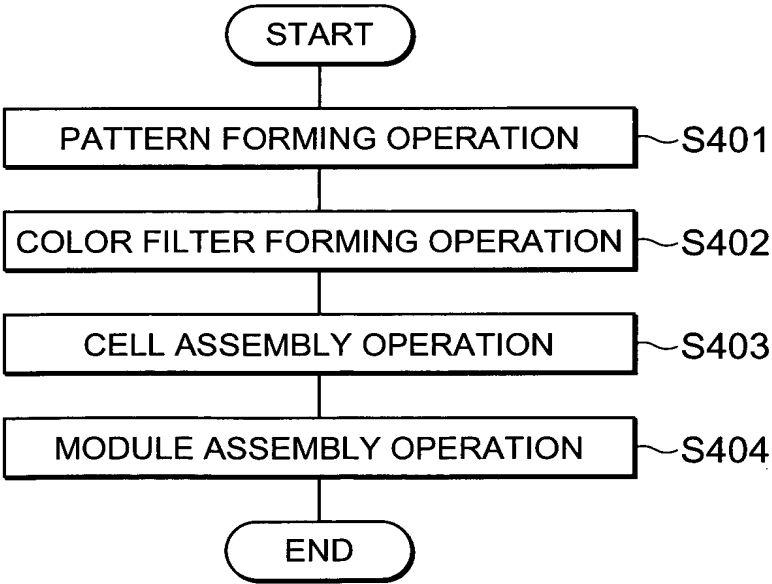 START
PATTERN FORMING OPERATION S401
COLOR FILTER FORMING OPERATION S402
CELL ASSEMBLY OPERATION S403
MODULE ASSEMBLY OPERATION S404
END